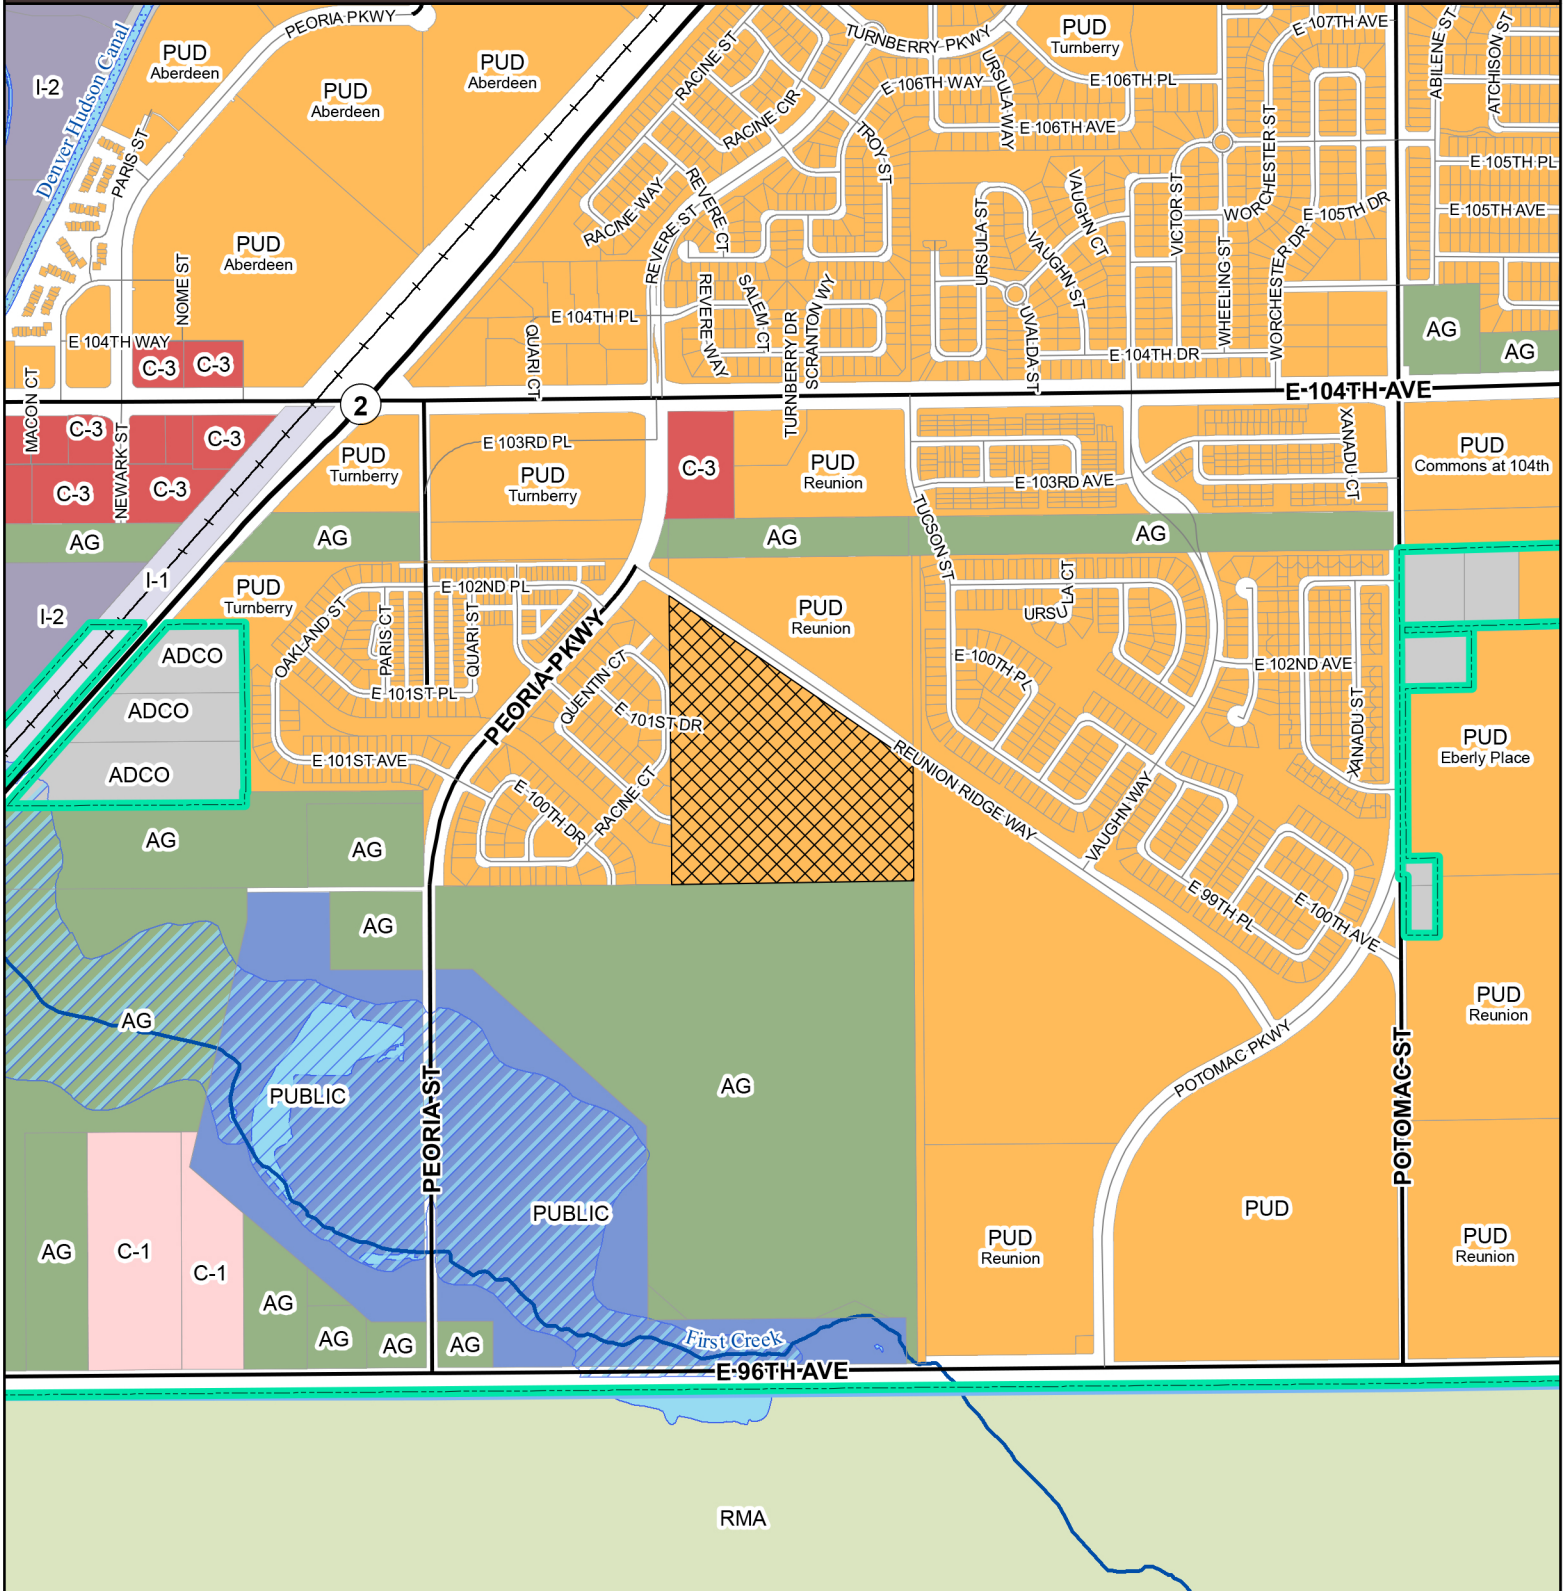 PEORIA PKWY
Denver Hudson Canal
I-2
PUD
Aberdeen
PUD
Aberdeen
PUD
Aberdeen
PUD
Aberdeen
PARIS ST
NOME ST
E 104TH WAY
C-3
C-3
MACON CT
NEWARK ST
C-3
C-3
C-3
C-3
2
RACINE ST
RACINE CIR
RACINE WAY
REVERE CT
REVERE ST
TROY ST
TURNBERRY PKWY
PUD
Turnberry
E 107TH AVE
E 106TH WAY
URSULA WAY
E 106TH PL
E 106TH AVE
ABILENE ST
ATCHISON ST
E 105TH PL
E 105TH AVE
WORCHESTER ST
WORCHESTER DR
E 105TH DR
VICTOR ST
WHEELING ST
VAUGHN CT
VAUGHN ST
URSULA ST
UVALDA ST
E 104TH DR
E 104TH PL
QUARI CT
REVERE WAY
SALEM CT
TURNBERRY DR
SCRANTON WY
AG
AG
E 104TH AVE
E 103RD PL
PUD
Turnberry
PUD
Turnberry
C-3
PUD
Reunion
E 103RD AVE
XANADU CT
PUD
Commons at 104th
AG
AG
AG
AG
I-1
I-2
PUD
Turnberry
E 102ND PL
OAKLAND ST
PARIS CT
QUARI ST
E 101ST PL
E 101ST AVE
PEORIA PKWY
QUENTIN CT
E 101ST DR
E 100TH DR
RACINE CT
PUD
Reunion
TUCSON ST
URSULA CT
E 100TH PL
REUNION RIDGE WAY
VAUGHN WAY
E 102ND AVE
XANADU ST
E 99TH PL
E 100TH AVE
PUD
Eberly Place
ADCO
ADCO
ADCO
AG
AG
AG
AG
PUBLIC
PEORIA ST
PUBLIC
AG
POTOMAC PKWY
POTOMAC ST
PUD
Reunion
PUD
PUD
Reunion
PUD
Reunion
AG
C-1
C-1
AG
AG
AG
AG
First Creek
E 96TH AVE
RMA